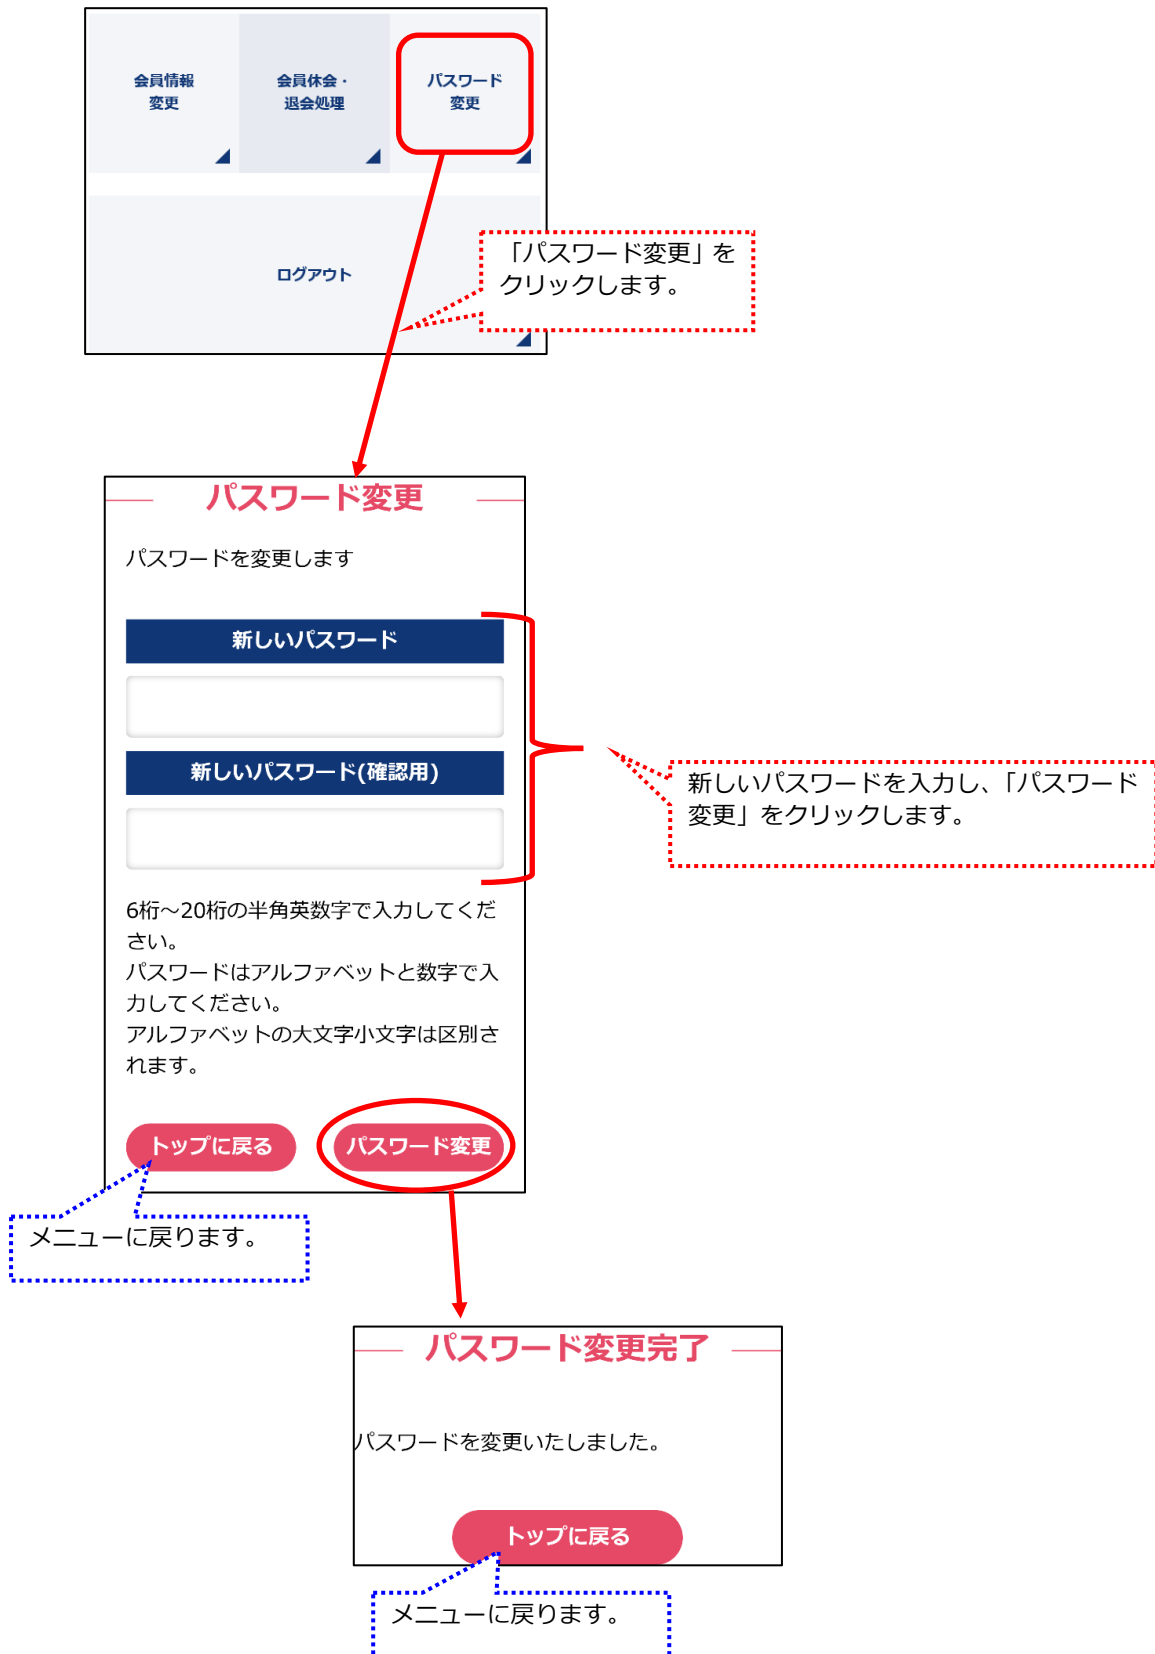 会員情報
変更
会員休会・
退会処理
パスワード
変更
ログアウト
「パスワード変更」を
クリックします。
パスワード変更
パスワードを変更します
新しいパスワード
新しいパスワード(確認用)
新しいパスワードを入力し、「パスワード
変更」をクリックします。
6桁～20桁の半角英数字で入力してくだ
さい。
パスワードはアルファベットと数字で入
力してください。
アルファベットの大文字小文字は区別さ
れます。
トップに戻る
パスワード変更
メニューに戻ります。
パスワード変更完了
パスワードを変更いたしました。
トップに戻る
メニューに戻ります。